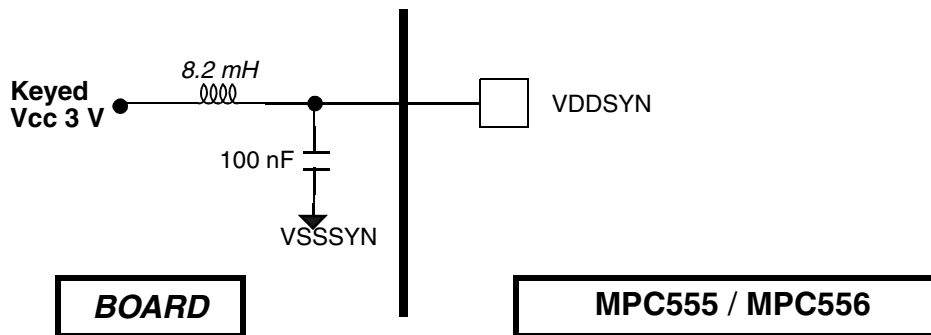 8.2 mH
Keyed
Vcc 3 V
VDDSYN
100 nF
VSSSYN
BOARD
MPC555 / MPC556